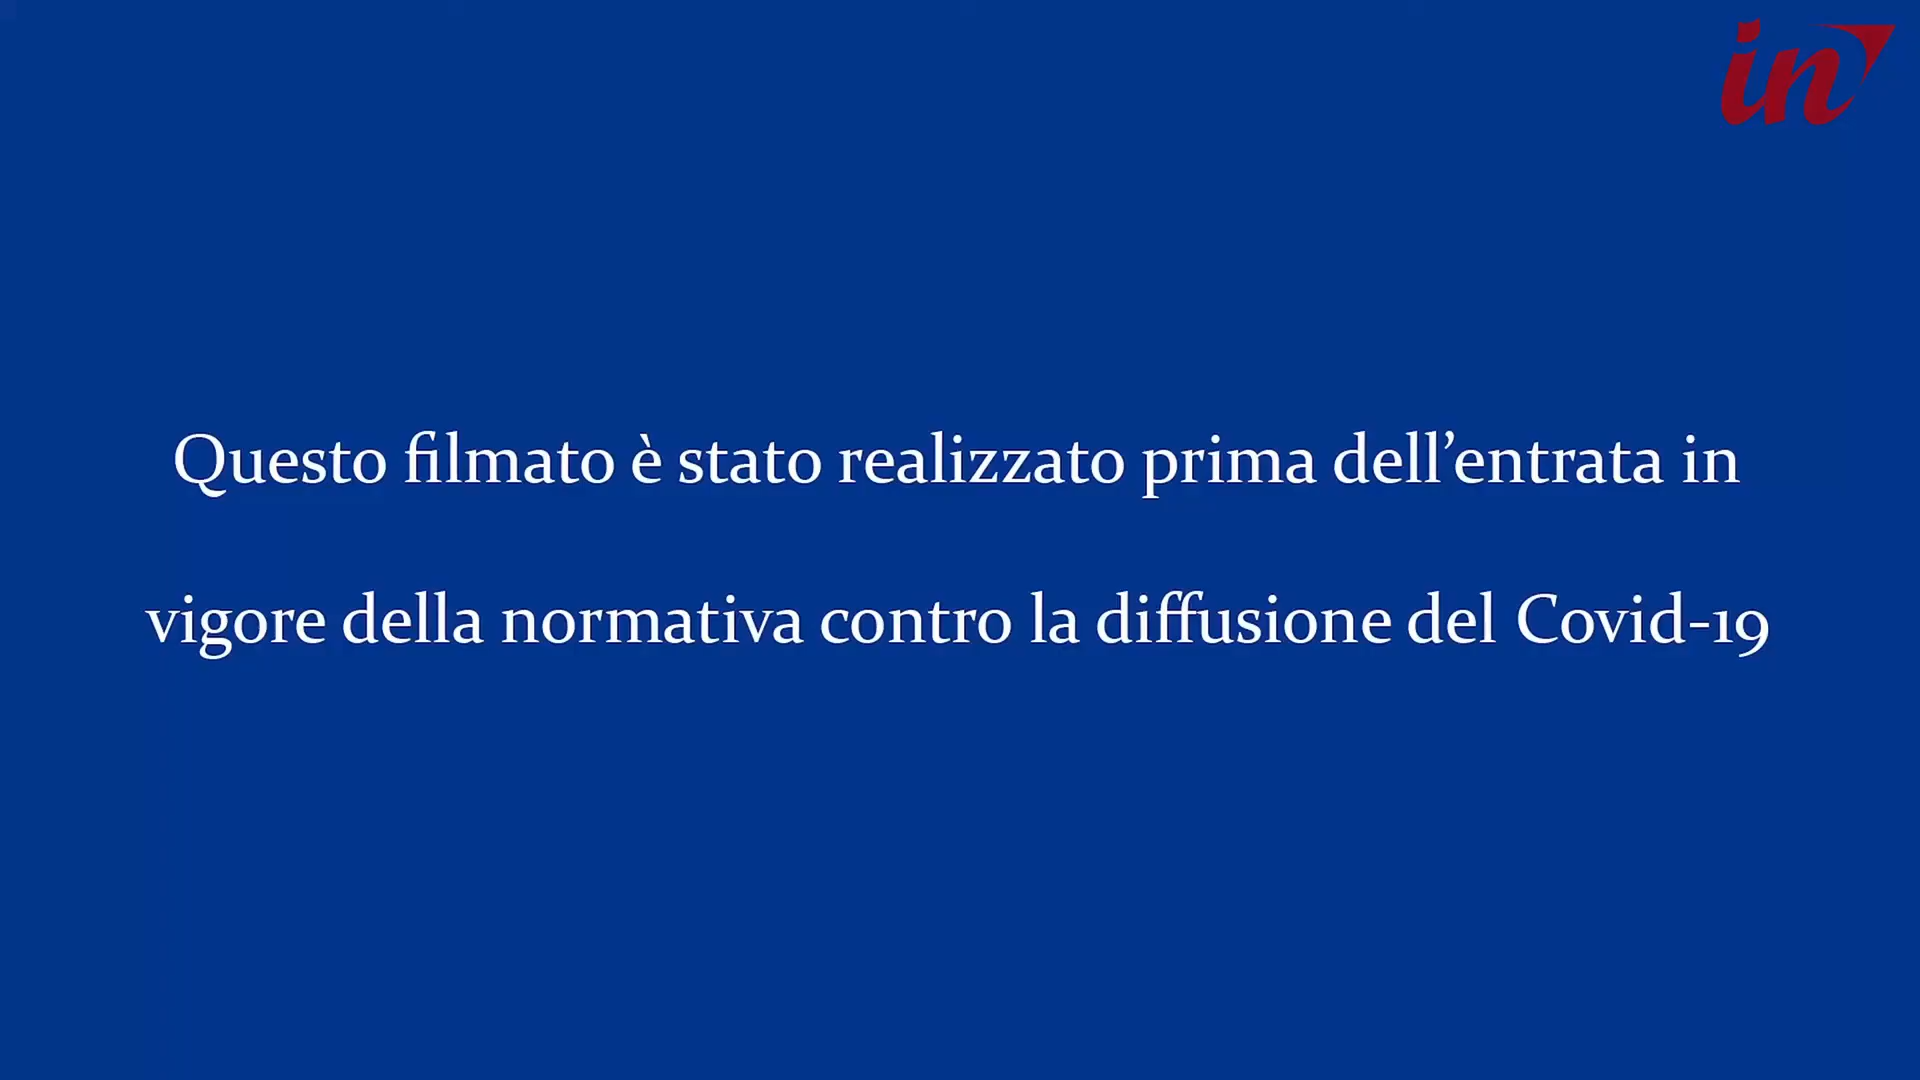 in
Questo filmato è stato realizzato prima dell’entrata in
vigore della normativa contro la diffusione del Covid-19